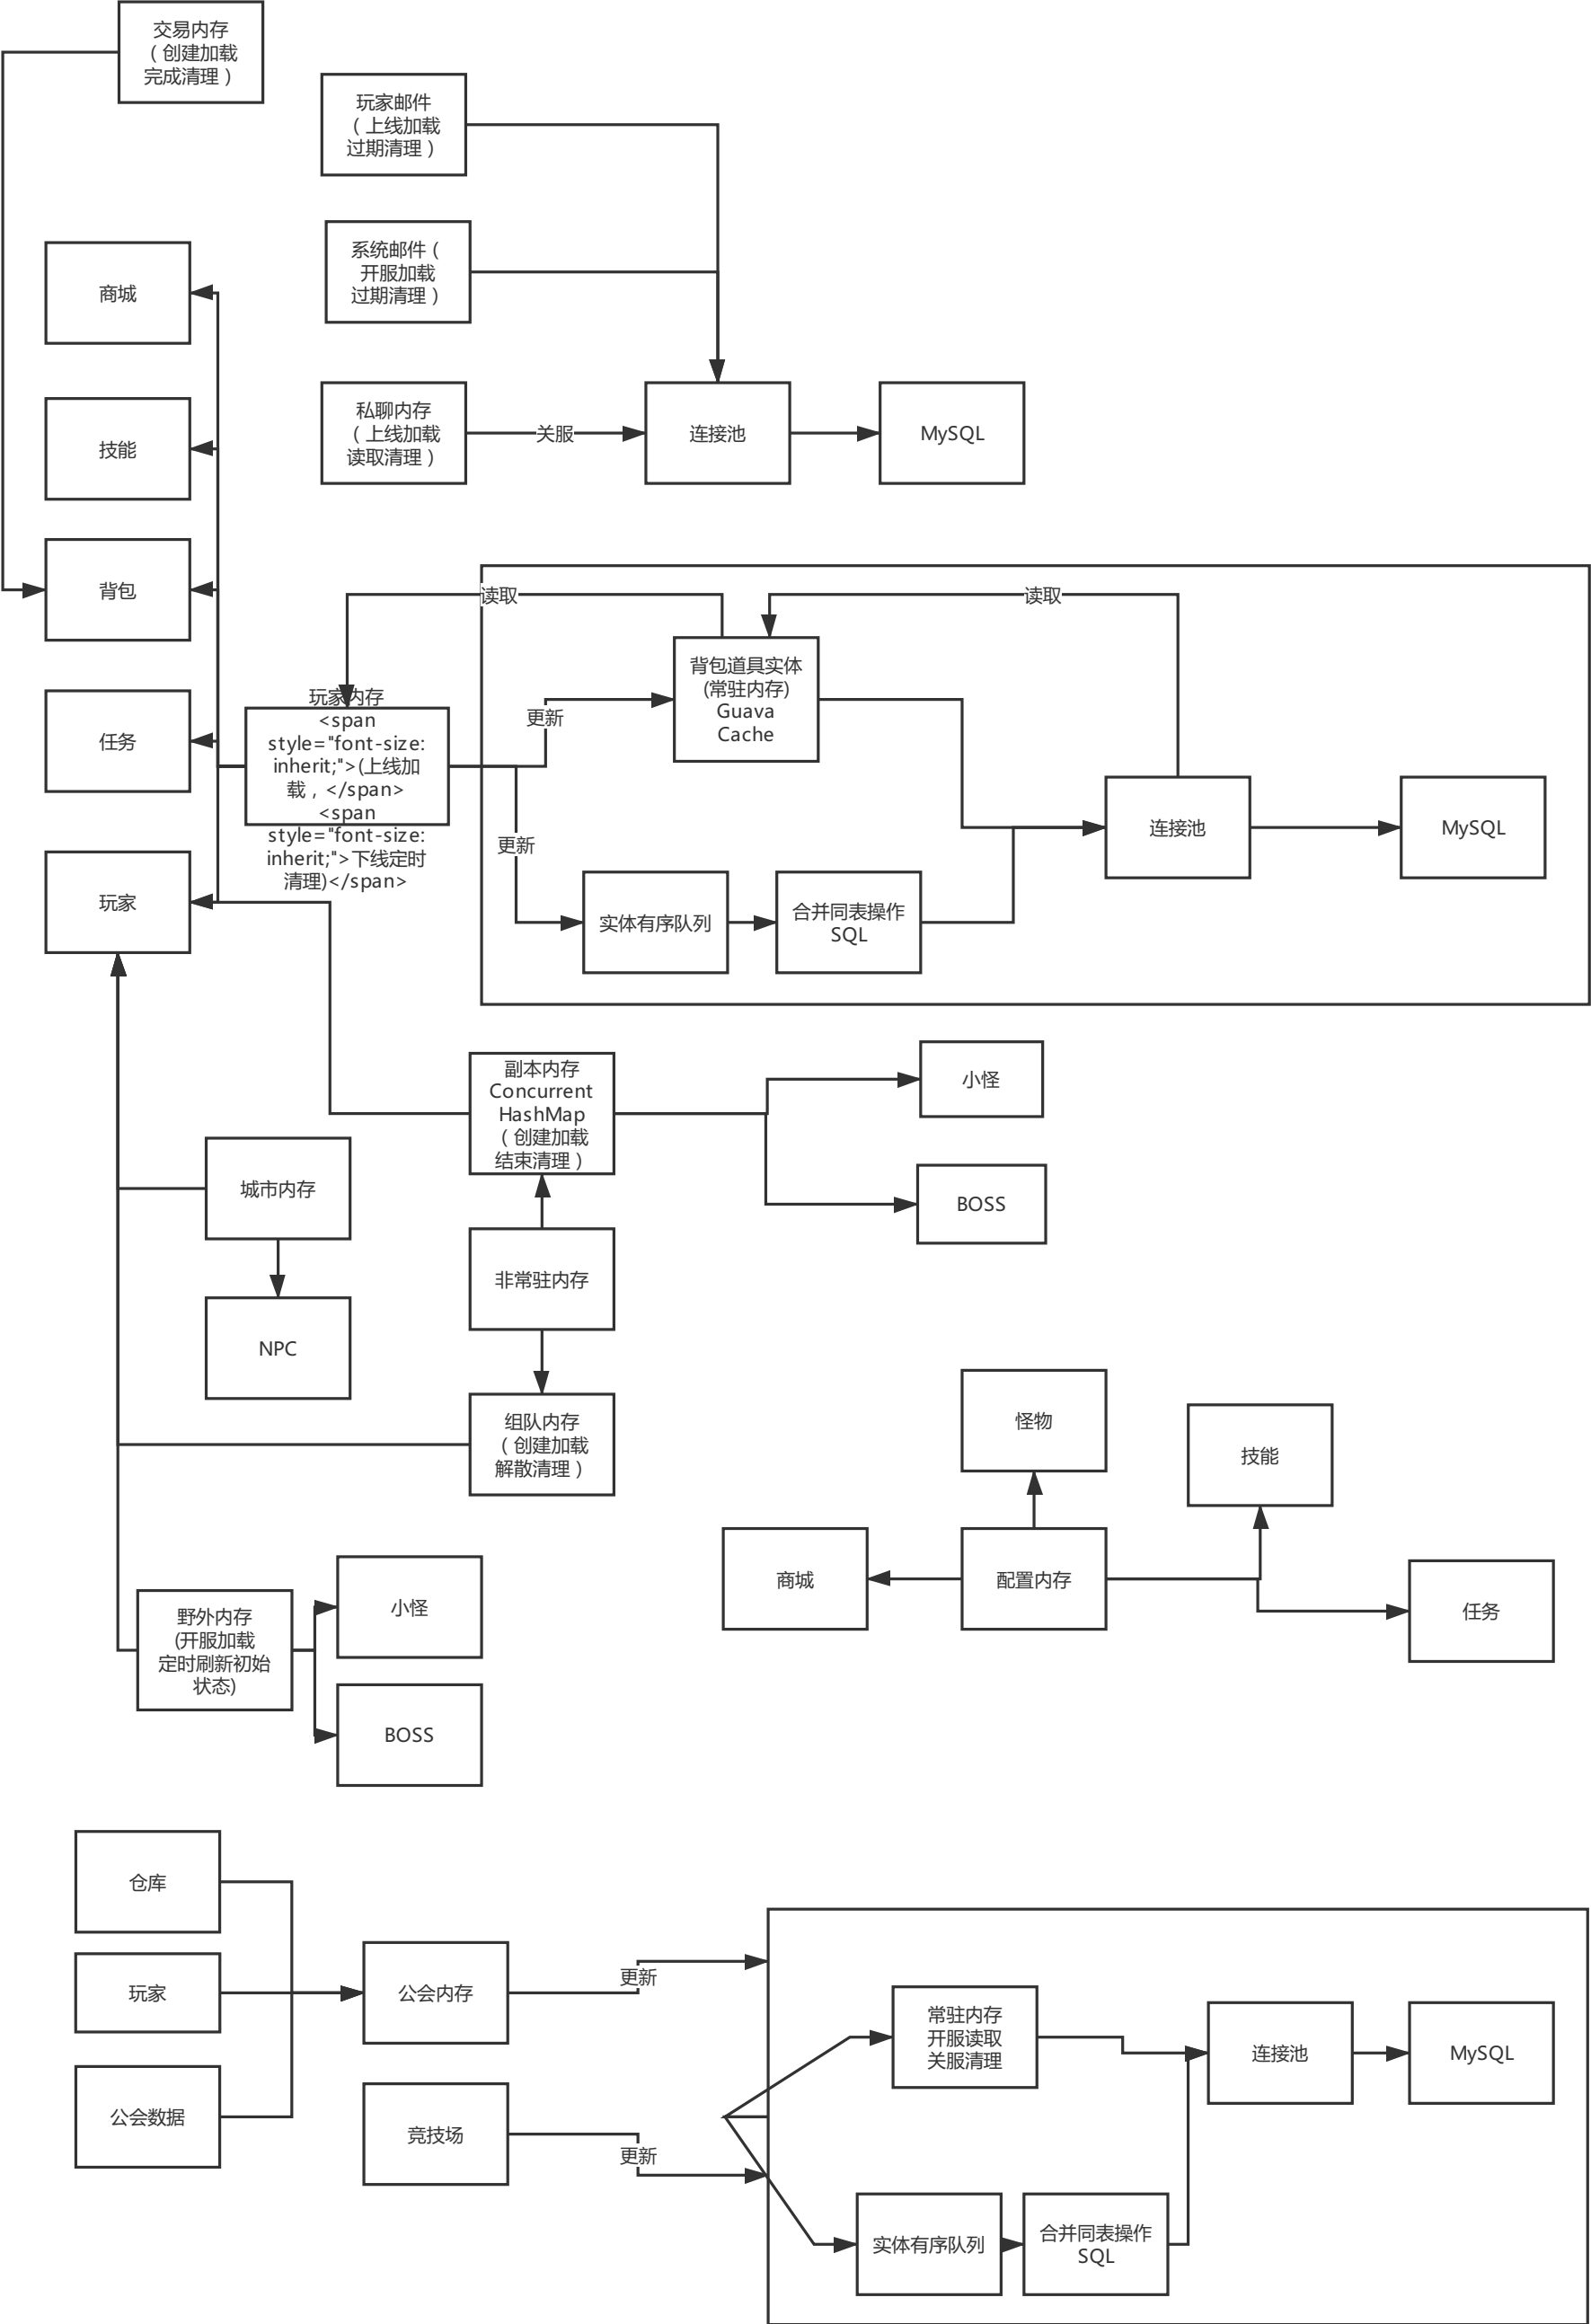 交易内存
（创建加载
完成清理）
玩家邮件
（上线加载
过期清理）
系统邮件（
开服加载
过期清理）
商城
私聊内存
（上线加载
读取清理）
关服
连接池
MySQL
技能
背包
读取
读取
背包道具实体
(常驻内存)
Guava
Cache
任务
玩家内存
<span
style="font-size:
inherit;">(上线加
载，</span>
<span
style="font-size:
inherit;">下线定时
清理)</span>
更新
更新
连接池
MySQL
玩家
实体有序队列
合并同表操作
SQL
副本内存
Concurrent
HashMap
（创建加载
结束清理）
小怪
BOSS
城市内存
NPC
非常驻内存
组队内存
（创建加载
解散清理）
怪物
技能
商城
配置内存
任务
野外内存
(开服加载
定时刷新初始
状态)
小怪
BOSS
仓库
玩家
公会数据
公会内存
更新
竞技场
更新
常驻内存
开服读取
关服清理
连接池
MySQL
实体有序队列
合并同表操作
SQL